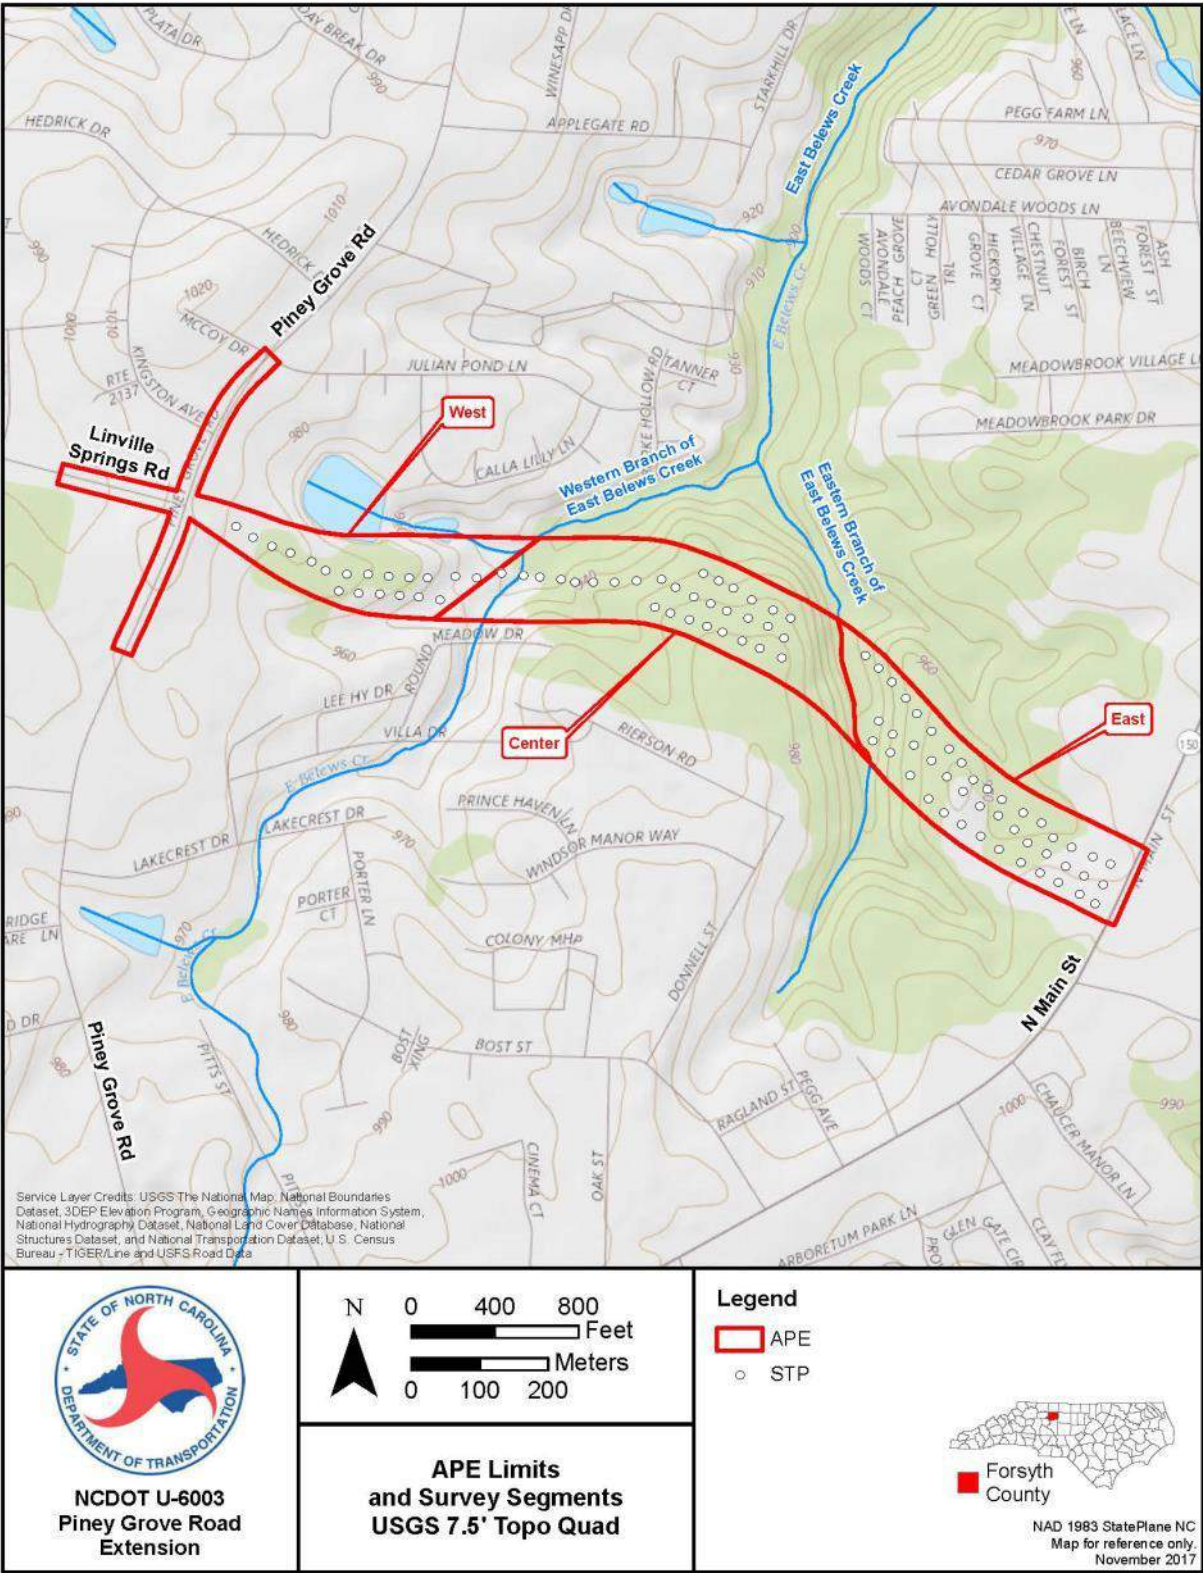 PLATA DR
DAY BREAK DR
990
WINESAPP DR
STARKHILL DR
960
PEGG FARM LN
970
HEDRICK DR
APPLEGATE RD
East Belews Creek
CEDAR GROVE LN
AVONDALE WOODS LN
1010
920
900
910
990
HEDRICK
Piney Grove Rd
E Belews Cr
WOODS CT
AVONDALE
PEACH GROVE
CT
GREEN HOLLY
TRL
GROVE CT
HICKORY
VILLAGE LN
CHESTNUT
FOREST ST
BIRCH
LN
BEECHVIEW
FOREST ST
ASH
1020
1000
1010
MCCOY DR
KINGSTON AVE
RTE
2137
JULIAN POND LN
TANNER
CT
930
MEADOWBROOK VILLAGE L
MEADOWBROOK PARK DR
West
980
Linville
Springs Rd
CALLA LILLY LN
Western Branch of
East Belews Creek
Eastern Branch of
East Belews Creek
940
MEADOW DR
ROUND
960
960
LEE HY DR
VILLA DR
Center
RIERSON RD
980
East
150
E Belews Cr
PRINCE HAVEN LN
WINDSOR MANOR WAY
LAKECREST DR
LAKECREST DR
970
PORTER LN
PORTER
CT
N MAIN ST
RIDGE
LN
970
E Belews Cr
COLONY MHP
DONNELL ST
N Main St
D DR
Piney Grove Rd
980
980
PITTS ST
BOST
XING
BOST ST
990
RAGLAND ST
PEGG AVE
1000
CHAUCER MANOR LN
990
1000
CINEMA CT
OAK ST
ARBORETUM PARK LN
GLEN
GATE CIR
Service Layer Credits: USGS The National Map: National Boundaries
Dataset, 3DEP Elevation Program, Geographic Names Information System,
National Hydrography Dataset, National Land Cover Database, National
Structures Dataset, and National Transportation Dataset; U.S. Census
Bureau - TIGER/Line and USFS Road Data
STATE OF NORTH CAROLINA
DEPARTMENT OF TRANSPORTATION
NCDOT U-6003
Piney Grove Road
Extension
N
0 400 800
Feet
Meters
0 100 200
APE Limits
and Survey Segments
USGS 7.5' Topo Quad
Legend
APE
STP
Forsyth
County
NAD 1983 StatePlane NC
Map for reference only.
November 2017